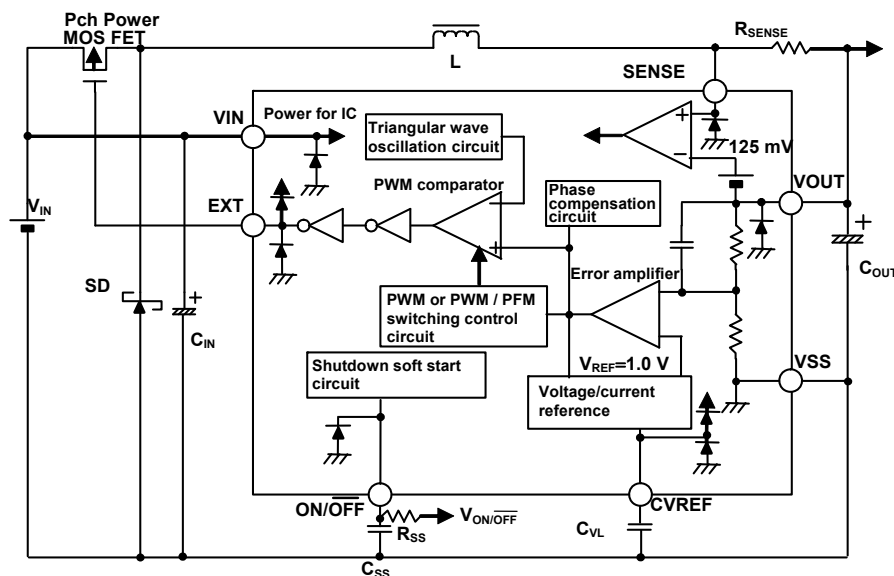 Pch Power
MOS FET
RSENSE
L
SENSE
VIN
Power for IC
Triangular wave
oscillation circuit
+
−
125 mV
VOUT
VIN
EXT
PWM comparator
−
+
Phase
compensation
circuit
+
COUT
Error amplifier
−
+
SD
+
CIN
PWM or PWM / PFM
switching control
circuit
VREF=1.0 V
VSS
Shutdown soft start
circuit
Voltage/current
reference
ON/OFF
CVREF
VON/OFF
RSS
CVL
CSS